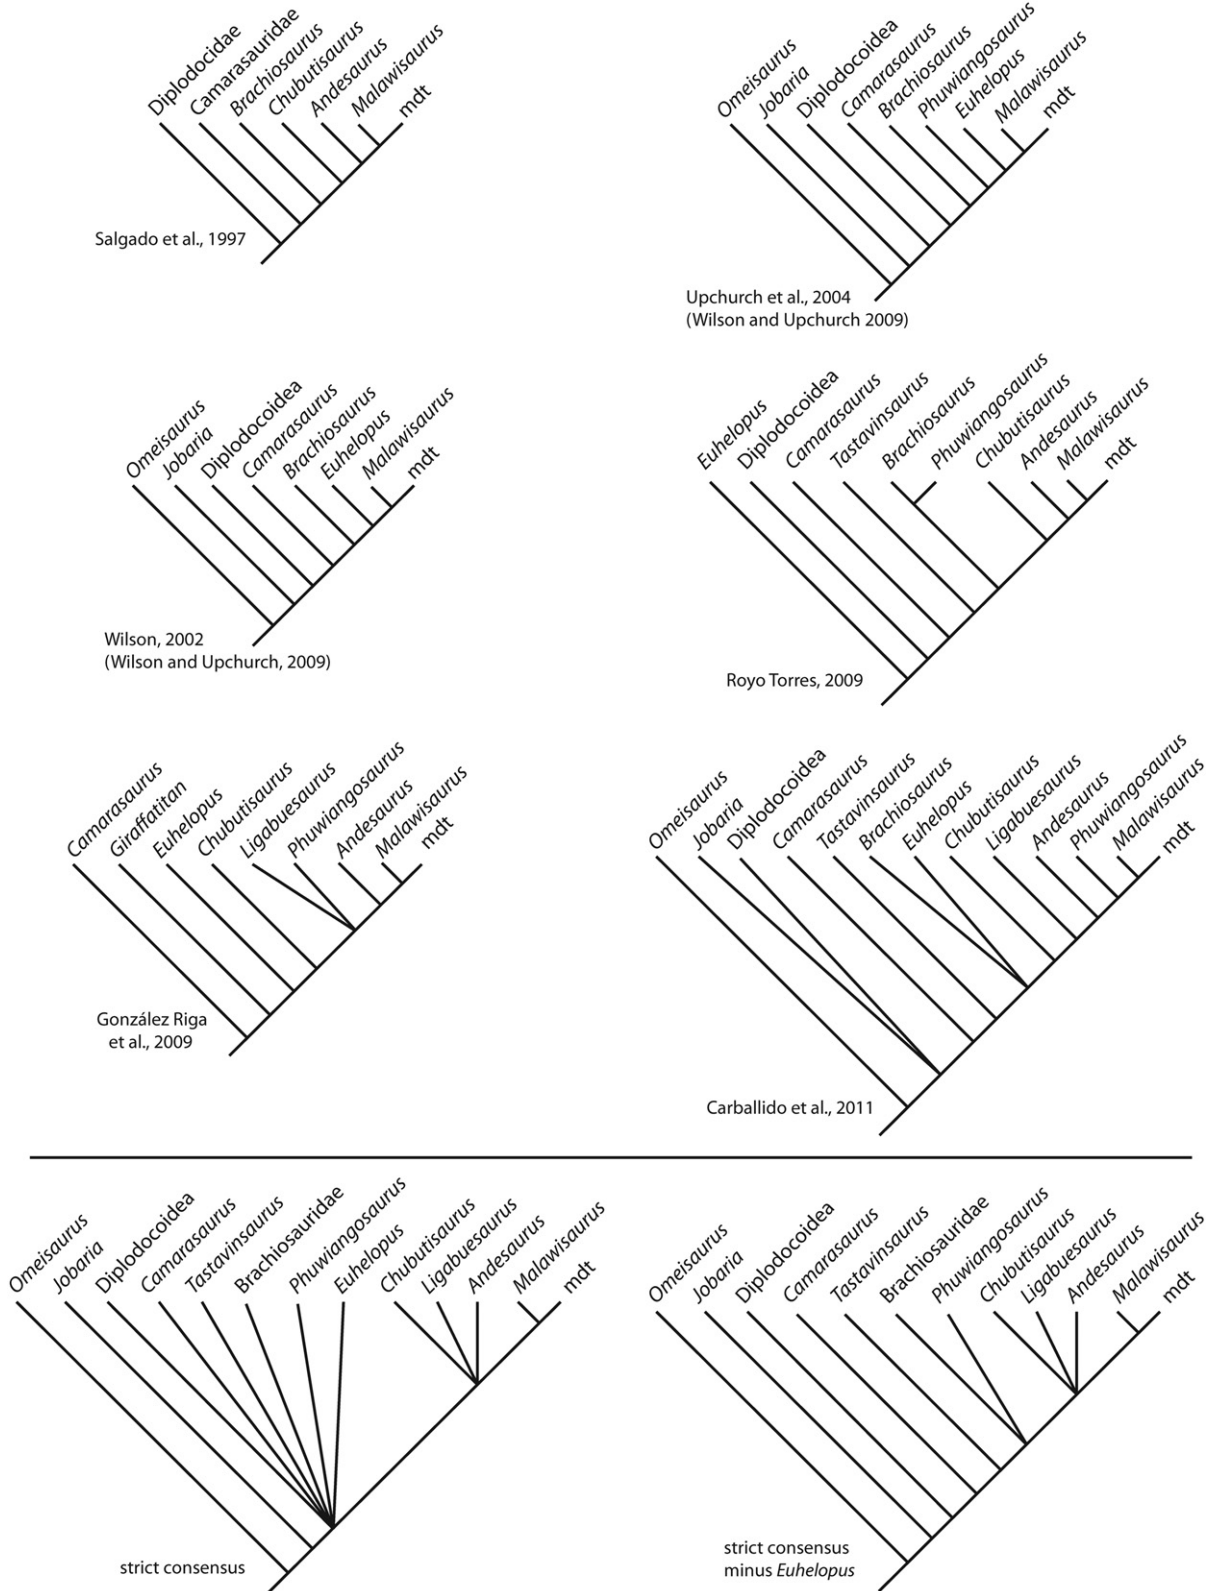 Diplodocidae
Camarasauridae
Brachiosaurus
Chubutisaurus
Andesaurus
Malawisaurus
mdt
Salgado et al., 1997
Omeisaurus
Jobaria
Diplodocoidea
Camarasaurus
Brachiosaurus
Phuwiangosaurus
Euhelopus
Malawisaurus
mdt
Upchurch et al., 2004
(Wilson and Upchurch 2009)
Omeisaurus
Jobaria
Diplodocoidea
Camarasaurus
Brachiosaurus
Euhelopus
Malawisaurus
mdt
Wilson, 2002
(Wilson and Upchurch, 2009)
Euhelopus
Diplodocoidea
Camarasaurus
Tastavinsaurus
Brachiosaurus
Phuwiangosaurus
Chubutisaurus
Andesaurus
Malawisaurus
mdt
Royo Torres, 2009
Camarasaurus
Giraffatitan
Euhelopus
Chubutisaurus
Ligabuesaurus
Phuwiangosaurus
Andesaurus
Malawisaurus
mdt
González Riga
et al., 2009
Omeisaurus
Jobaria
Diplodocoidea
Camarasaurus
Tastavinsaurus
Brachiosaurus
Euhelopus
Chubutisaurus
Ligabuesaurus
Andesaurus
Phuwiangosaurus
Malawisaurus
mdt
Carballido et al., 2011
Omeisaurus
Jobaria
Diplodocoidea
Camarasaurus
Tastavinsaurus
Brachiosauridae
Phuwiangosaurus
Euhelopus
Chubutisaurus
Ligabuesaurus
Andesaurus
Malawisaurus
mdt
strict consensus
Omeisaurus
Jobaria
Diplodocoidea
Camarasaurus
Tastavinsaurus
Brachiosauridae
Phuwiangosaurus
Chubutisaurus
Ligabuesaurus
Andesaurus
Malawisaurus
mdt
strict consensus
minus Euhelopus